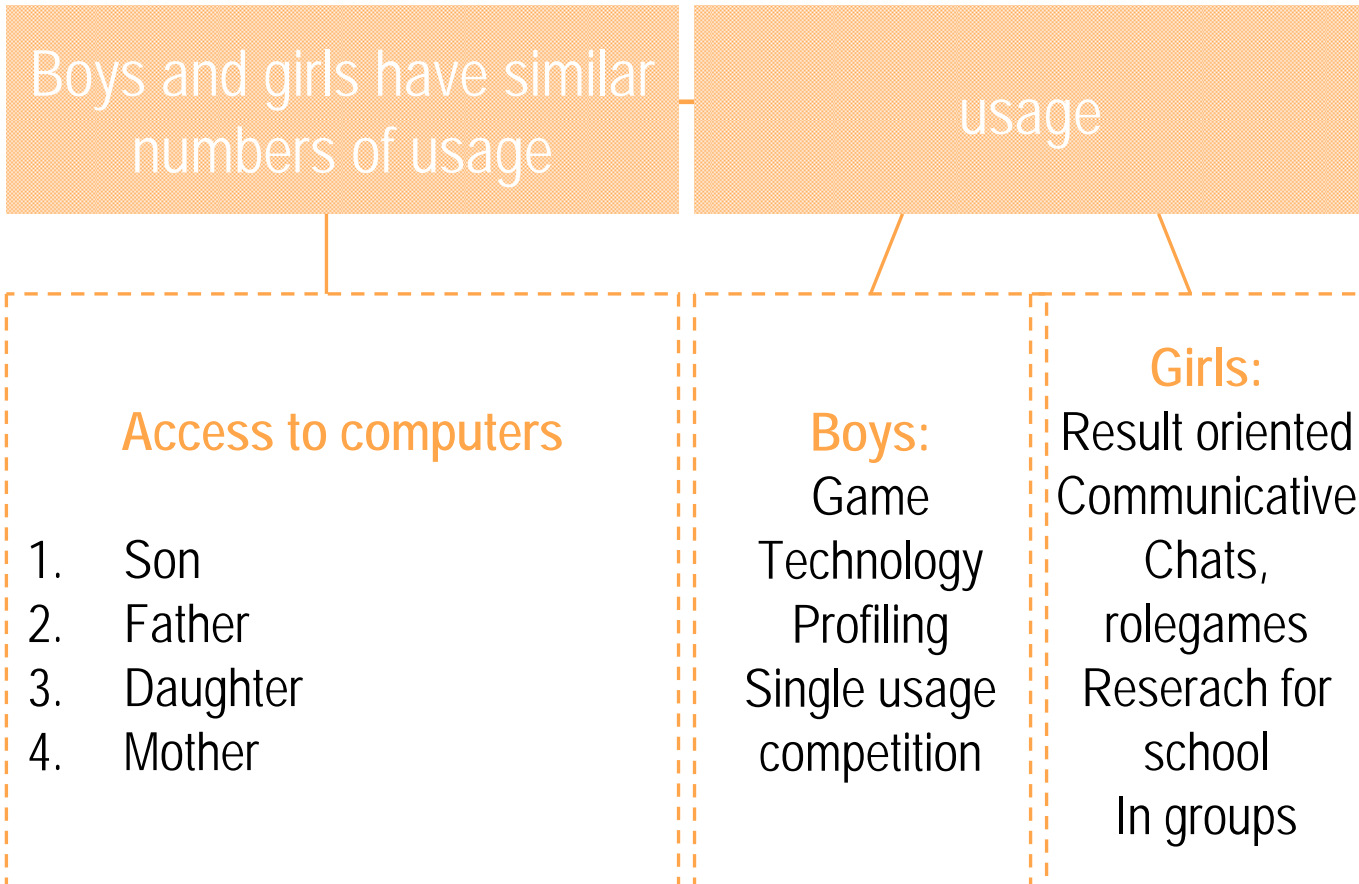 Boys and girls have similar
numbers of usage
usage
Access to computers
1. Son
2. Father
3. Daughter
4. Mother
Boys:
Game
Technology
Profiling
Single usage
competition
Girls:
Result oriented
Communicative
Chats,
rolegames
Reserach for
school
In groups